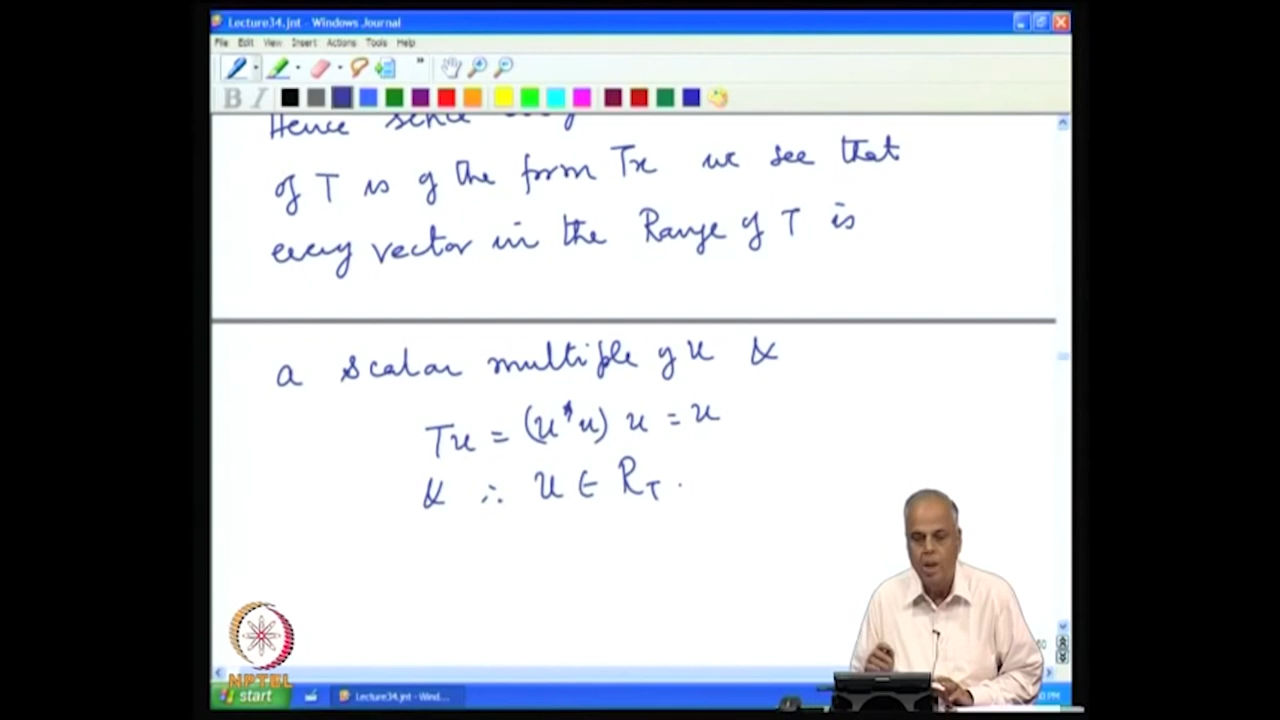 Lecture34.jnt - Windows Journal
File Edit View Insert Actions Tools Help
Hence
of T is of the form Tx we see that
every vector in the Range of T is
a scalar multiple of u &
Tu = (u*u) u = u
& ∴ u ∈ R_T .
NPTEL
start
Lecture34.jnt - Wind...